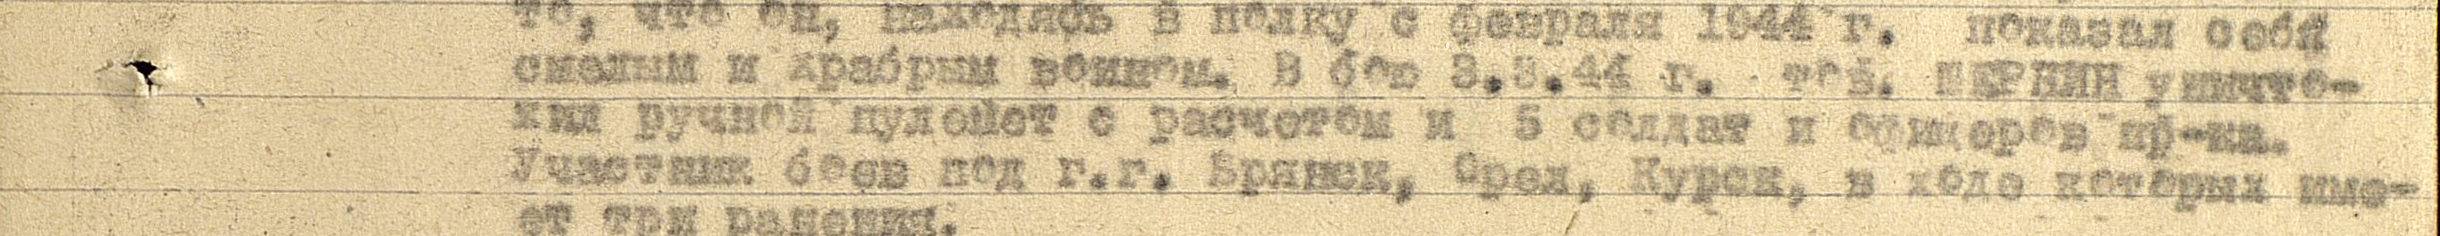 то, что он, находясь в полку с февраля 1944 г. показал себя
смелым и храбрым воином. В бою 3.3.44 г. тов. уничто-
жил ручной пулемет с расчетом и 5 солдат и офицеров пр-ка.
Участник боев под г.г. Брянск, Орел, Курск, в ходе которых име-
ет три ранения.